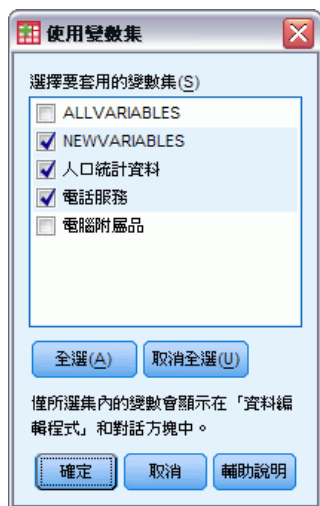 使用變數集
選擇要套用的變數集(S)
ALLVARIABLES
NEWVARIABLES
人口統計資料
電話服務
電腦附屬品
全選(A) 取消全選(U)
僅所選集內的變數會顯示在「資料編
輯程式」和對話方塊中。
確定 取消 輔助說明